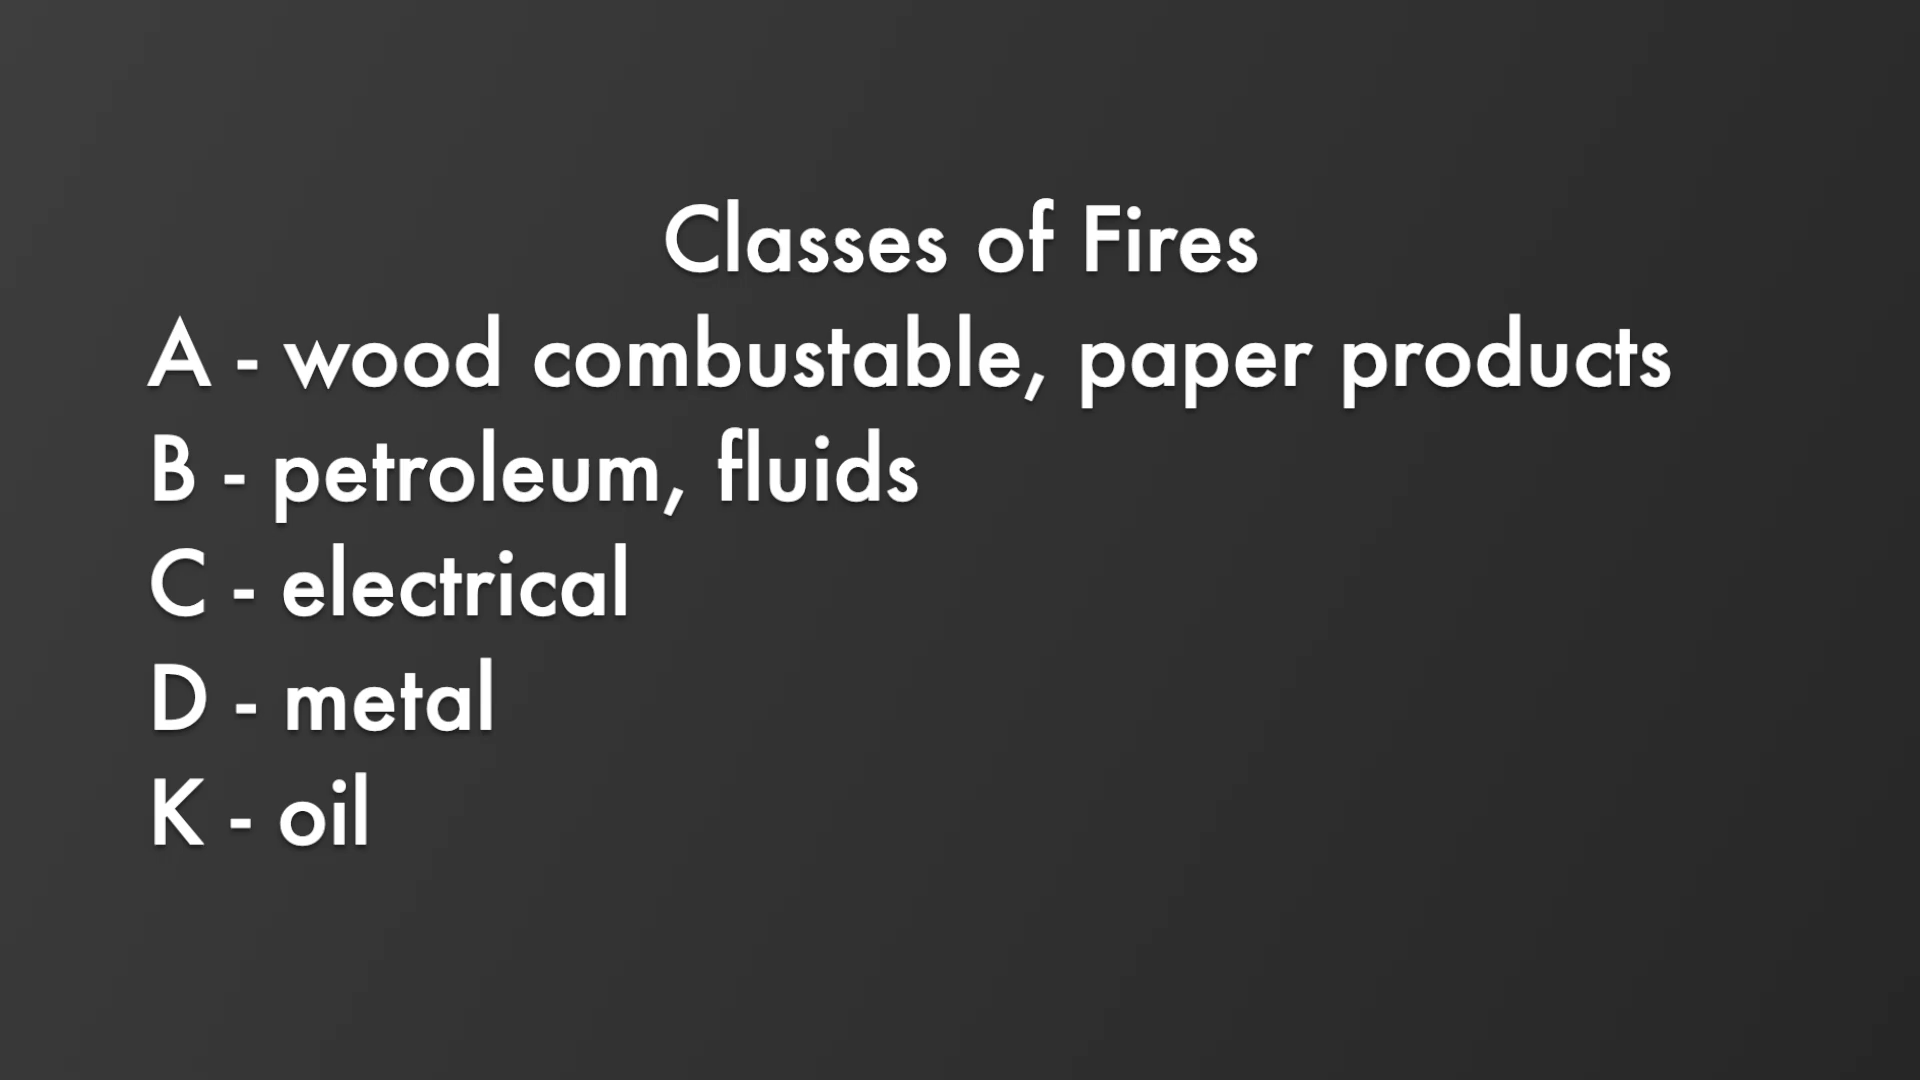 Classes of Fires
A - wood combustable, paper products
B - petroleum, fluids
C - electrical
D - metal
K - oil